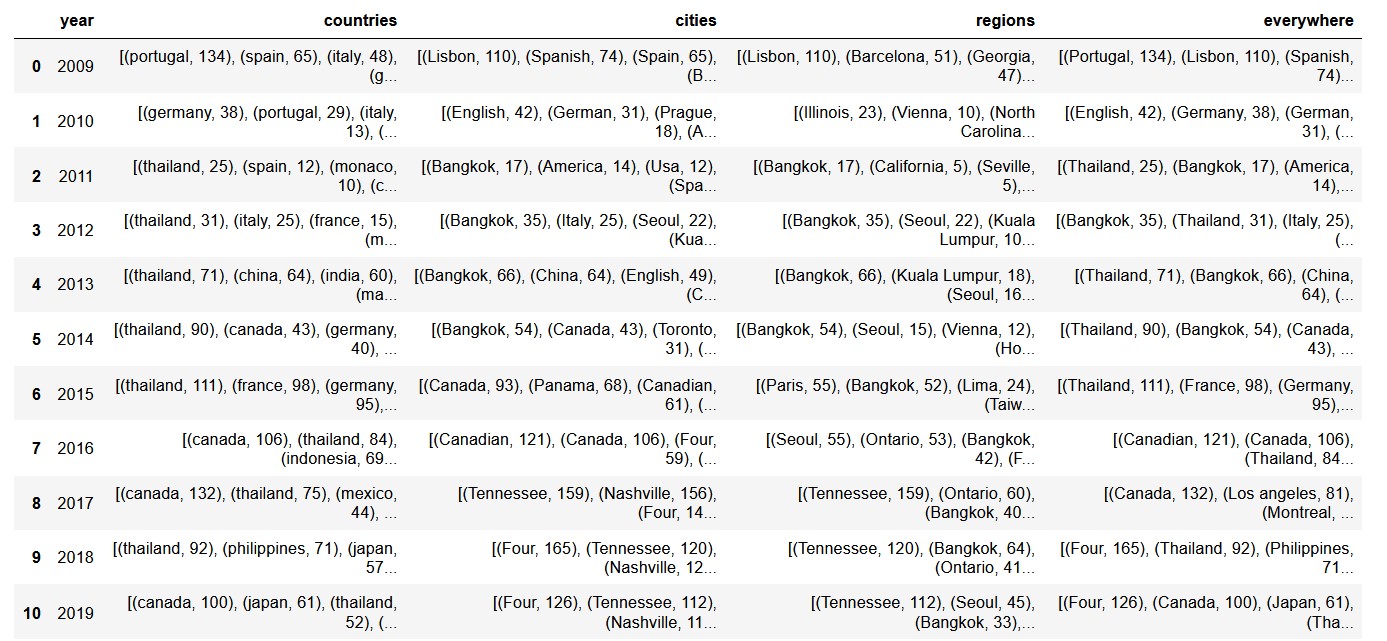 year countries cities regions everywhere
0 2009 [(portugal, 134), (spain, 65), (italy, 48), [(Lisbon, 110), (Spanish, 74), (Spain, 65), [(Lisbon, 110), (Barcelona, 51), (Georgia, [(Portugal, 134), (Lisbon, 110), (Spanish,
(g... (B... 47)... 74)...
1 2010 [(germany, 38), (portugal, 29), (italy, [(English, 42), (German, 31), (Prague, [(Illinois, 23), (Vienna, 10), (North [(English, 42), (Germany, 38), (German,
13), (... 18), (A... Carolina... 31), (...
2 2011 [(thailand, 25), (spain, 12), (monaco, [(Bangkok, 17), (America, 14), (Usa, 12), [(Bangkok, 17), (California, 5), (Seville, [(Thailand, 25), (Bangkok, 17), (America,
10), (c... (Spa... 5),... 14),...
3 2012 [(thailand, 31), (italy, 25), (france, 15), [(Bangkok, 35), (Italy, 25), (Seoul, 22), [(Bangkok, 35), (Seoul, 22), (Kuala [(Bangkok, 35), (Thailand, 31), (Italy, 25),
(m... (Kua... Lumpur, 10... (...
4 2013 [(thailand, 71), (china, 64), (india, 60), [(Bangkok, 66), (China, 64), (English, 49), [(Bangkok, 66), (Kuala Lumpur, 18), [(Thailand, 71), (Bangkok, 66), (China,
(ma... (C... (Seoul, 16... 64), (...
5 2014 [(thailand, 90), (canada, 43), (germany, [(Bangkok, 54), (Canada, 43), (Toronto, [(Bangkok, 54), (Seoul, 15), (Vienna, 12), [(Thailand, 90), (Bangkok, 54), (Canada,
40), ... 31), (... (Ho... 43), ...
6 2015 [(thailand, 111), (france, 98), (germany, [(Canada, 93), (Panama, 68), (Canadian, [(Paris, 55), (Bangkok, 52), (Lima, 24), [(Thailand, 111), (France, 98), (Germany,
95),... 61), (... (Taiw... 95),...
7 2016 [(canada, 106), (thailand, 84), [(Canadian, 121), (Canada, 106), (Four, [(Seoul, 55), (Ontario, 53), (Bangkok, [(Canadian, 121), (Canada, 106),
(indonesia, 69... 59), (... 42), (F... (Thailand, 84...
8 2017 [(canada, 132), (thailand, 75), (mexico, [(Tennessee, 159), (Nashville, 156), [(Tennessee, 159), (Ontario, 60), [(Canada, 132), (Los angeles, 81),
44), ... (Four, 14... (Bangkok, 40... (Montreal, ...
9 2018 [(thailand, 92), (philippines, 71), (japan, [(Four, 165), (Tennessee, 120), [(Tennessee, 120), (Bangkok, 64), [(Four, 165), (Thailand, 92), (Philippines,
57... (Nashville, 12... (Ontario, 41... 71...
10 2019 [(canada, 100), (japan, 61), (thailand, [(Four, 126), (Tennessee, 112), [(Tennessee, 112), (Seoul, 45), [(Four, 126), (Canada, 100), (Japan, 61),
52), (... (Nashville, 11... (Bangkok, 33),... (Tha...